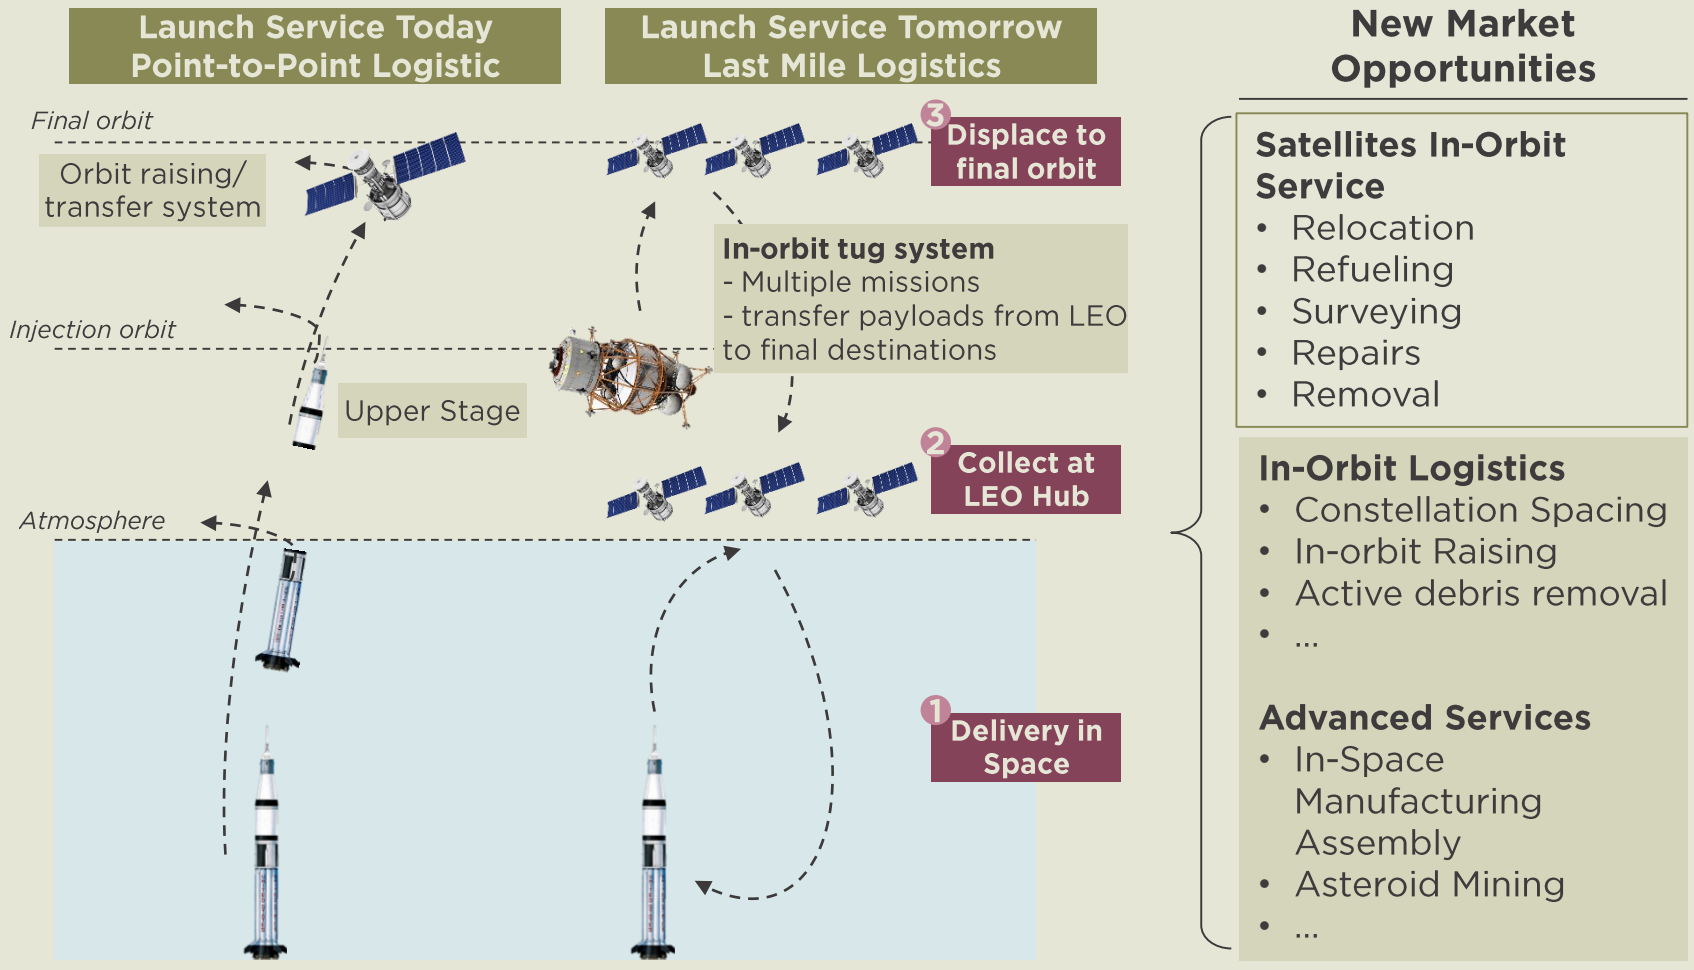 Launch Service Today
Point-to-Point Logistic
Launch Service Tomorrow
Last Mile Logistics
New Market
Opportunities
Final orbit
Orbit raising/
transfer system
Injection orbit
Upper Stage
Atmosphere
3
Displace to
final orbit
In-orbit tug system
- Multiple missions
- transfer payloads from LEO
to final destinations
2
Collect at
LEO Hub
1
Delivery in
Space
Satellites In-Orbit
Service
• Relocation
• Refueling
• Surveying
• Repairs
• Removal
In-Orbit Logistics
• Constellation Spacing
• In-orbit Raising
• Active debris removal
• ...
Advanced Services
• In-Space
Manufacturing
Assembly
• Asteroid Mining
• ...